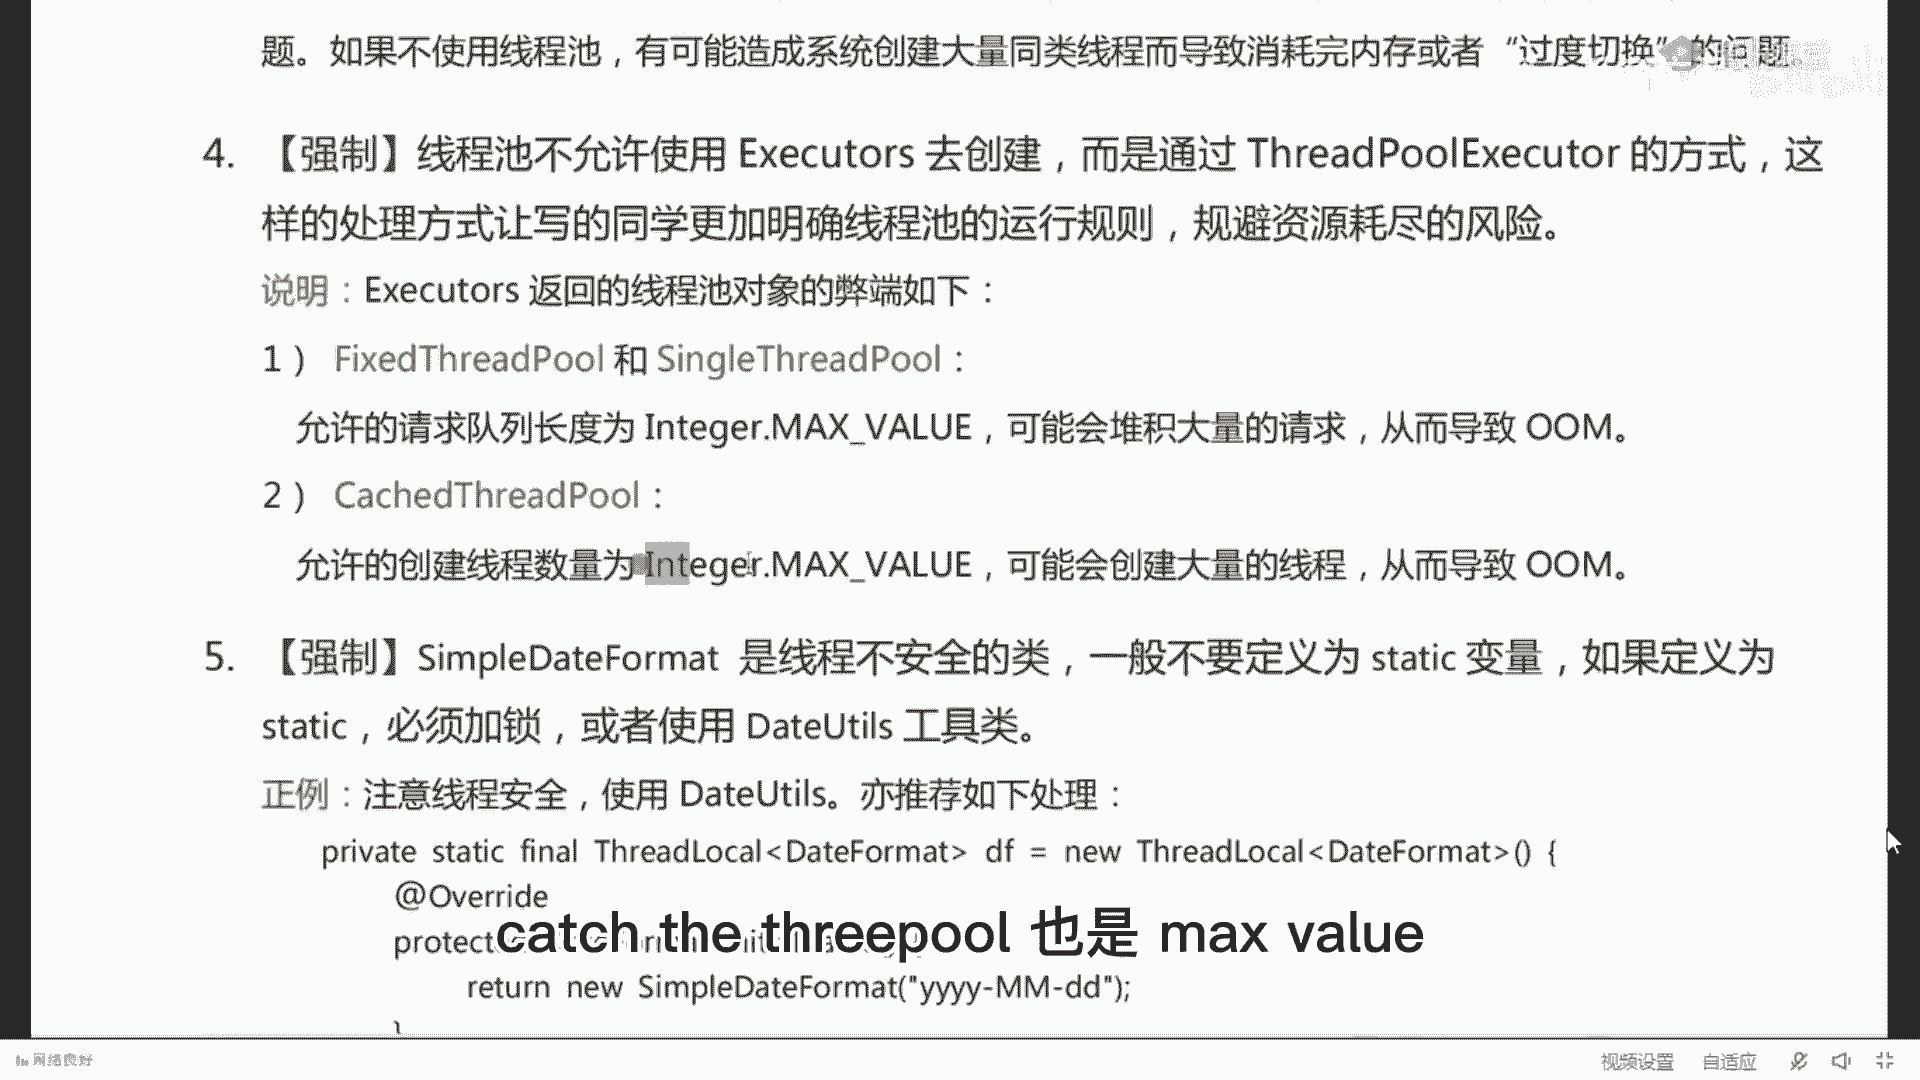 题。如果不使用线程池，有可能造成系统创建大量同类线程而导致消耗完内存或者“过度切换”的问题。
4. 【强制】线程池不允许使用 Executors 去创建，而是通过 ThreadPoolExecutor 的方式，这
样的处理方式让写的同学更加明确线程池的运行规则，规避资源耗尽的风险。
说明：Executors 返回的线程池对象的弊端如下：
1） FixedThreadPool 和 SingleThreadPool：
允许的请求队列长度为 Integer.MAX_VALUE，可能会堆积大量的请求，从而导致 OOM。
2） CachedThreadPool：
允许的创建线程数量为 Integer.MAX_VALUE，可能会创建大量的线程，从而导致 OOM。
5. 【强制】SimpleDateFormat 是线程不安全的类，一般不要定义为 static 变量，如果定义为
static，必须加锁，或者使用 DateUtils 工具类。
正例：注意线程安全，使用 DateUtils。亦推荐如下处理：
private static final ThreadLocal<DateFormat> df = new ThreadLocal<DateFormat>() {
@Override
catch the threepool 也是 max value
return new SimpleDateFormat("yyyy-MM-dd");
}
网络良好 视频设置 自适应